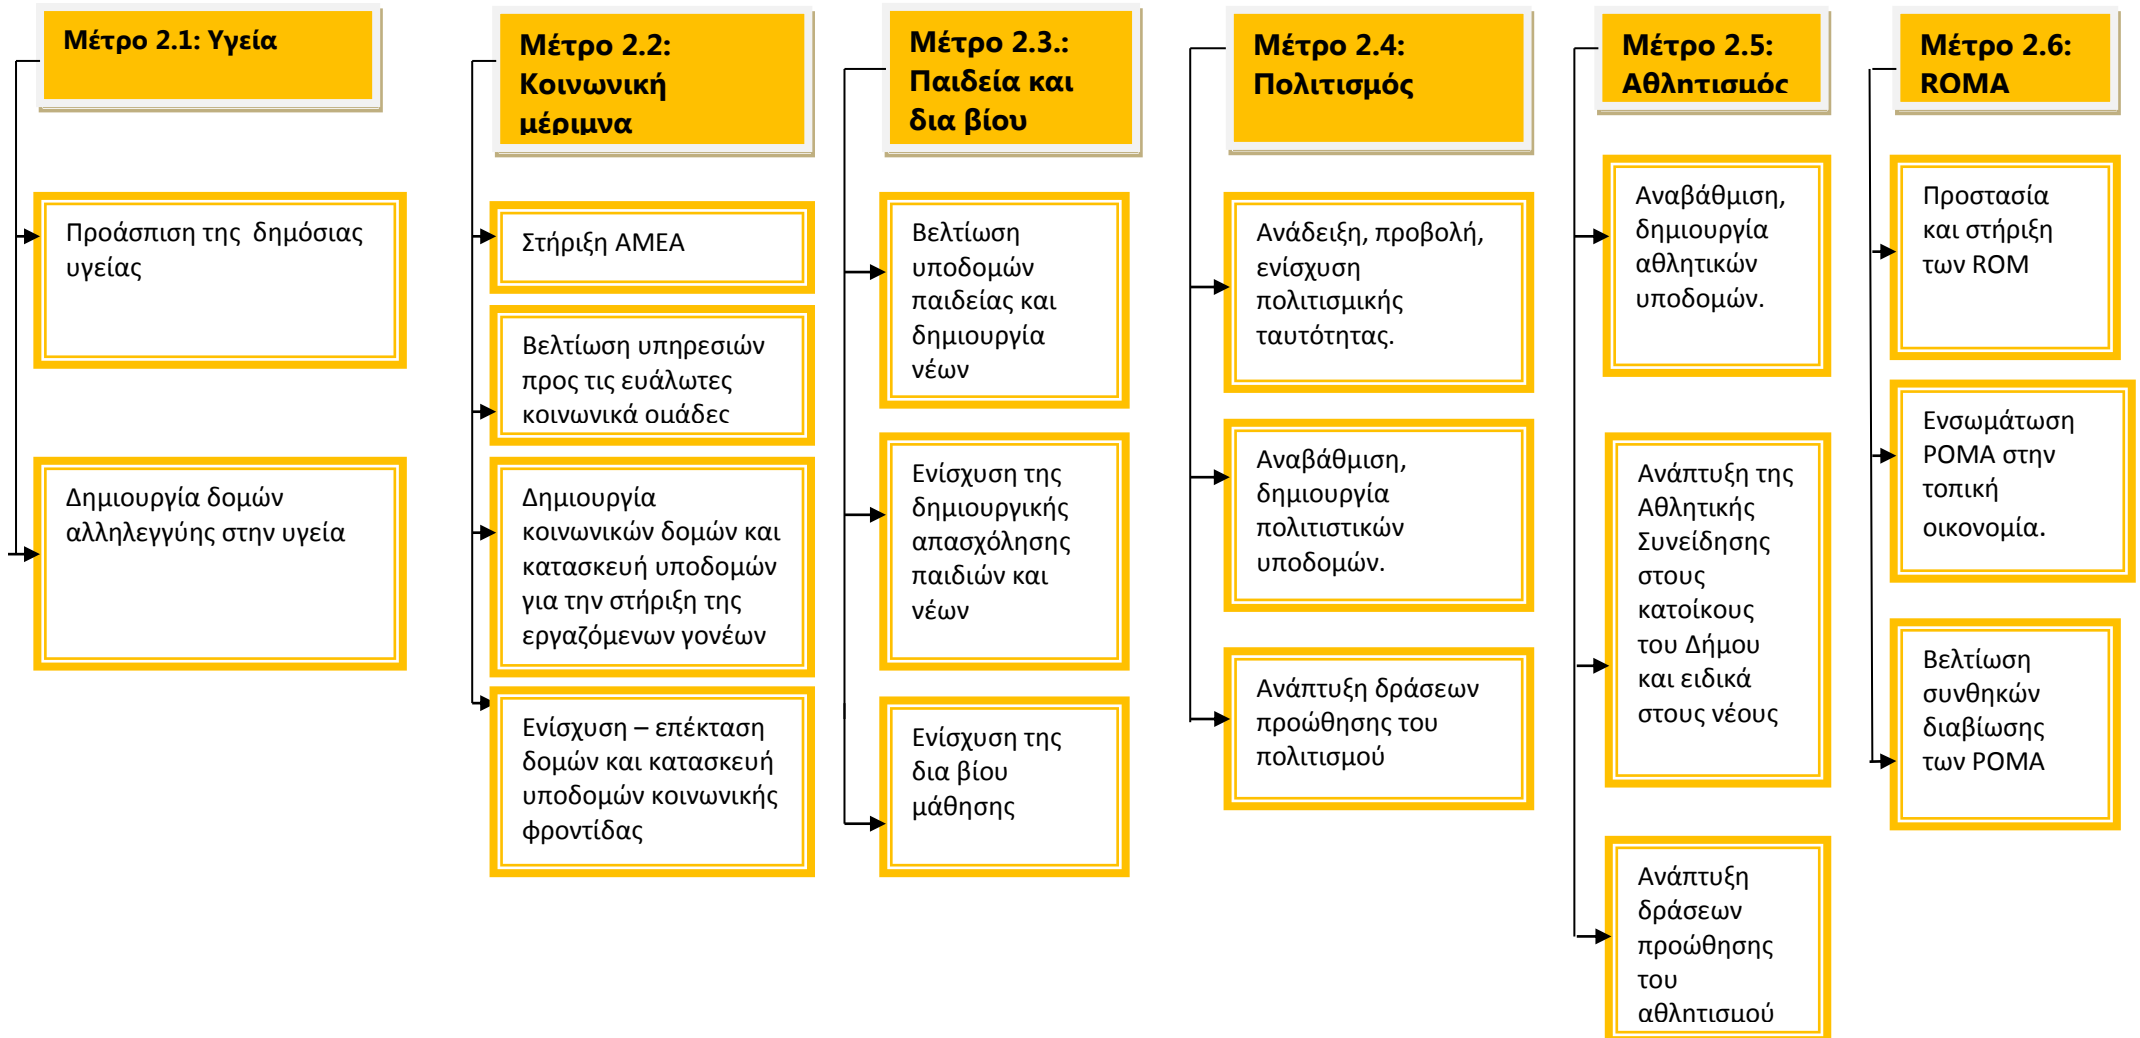 Μέτρο 2.1: Υγεία
Προάσπιση της δημόσιας
υγείας
Δημιουργία δομών
αλληλεγγύης στην υγεία
Μέτρο 2.2:
Κοινωνική
μέριμνα
Στήριξη ΑΜΕΑ
Βελτίωση υπηρεσιών
προς τις ευάλωτες
κοινωνικά ομάδες
Δημιουργία
κοινωνικών δομών και
κατασκευή υποδομών
για την στήριξη της
εργαζόμενων γονέων
Ενίσχυση – επέκταση
δομών και κατασκευή
υποδομών κοινωνικής
φροντίδας
Μέτρο 2.3.:
Παιδεία και
δια βίου
Βελτίωση
υποδομών
παιδείας και
δημιουργία
νέων
Ενίσχυση της
δημιουργικής
απασχόλησης
παιδιών και
νέων
Ενίσχυση της
δια βίου
μάθησης
Μέτρο 2.4:
Πολιτισμός
Ανάδειξη, προβολή,
ενίσχυση
πολιτισμικής
ταυτότητας.
Αναβάθμιση,
δημιουργία
πολιτιστικών
υποδομών.
Ανάπτυξη δράσεων
προώθησης του
πολιτισμού
Μέτρο 2.5:
Αθλητισμός
Αναβάθμιση,
δημιουργία
αθλητικών
υποδομών.
Ανάπτυξη της
Αθλητικής
Συνείδησης
στους
κατοίκους
του Δήμου
και ειδικά
στους νέους
Ανάπτυξη
δράσεων
προώθησης
του
αθλητισμού
Μέτρο 2.6:
ROMA
Προστασία
και στήριξη
των ROM
Ενσωμάτωση
ΡΟΜΑ στην
τοπική
οικονομία.
Βελτίωση
συνθηκών
διαβίωσης
των ΡΟΜΑ